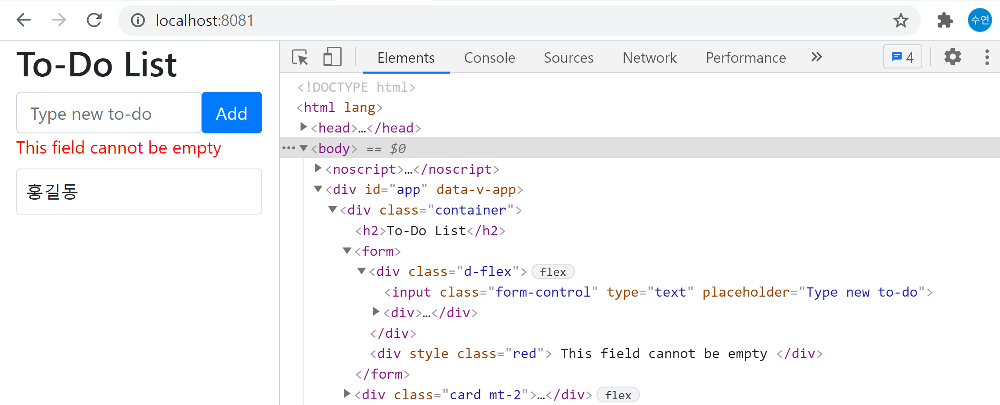 localhost:8081
수연
To-Do List
Type new to-do
Add
This field cannot be empty
홍길동
Elements
Console
Sources
Network
Performance
4
<!DOCTYPE html>
<html lang>
<head>…</head>
<body> == $0
<noscript>…</noscript>
<div id="app" data-v-app>
<div class="container">
<h2>To-Do List</h2>
<form>
<div class="d-flex"> flex
<input class="form-control" type="text" placeholder="Type new to-do">
<div>…</div>
</div>
<div style class="red"> This field cannot be empty </div>
</form>
<div class="card mt-2">…</div> flex